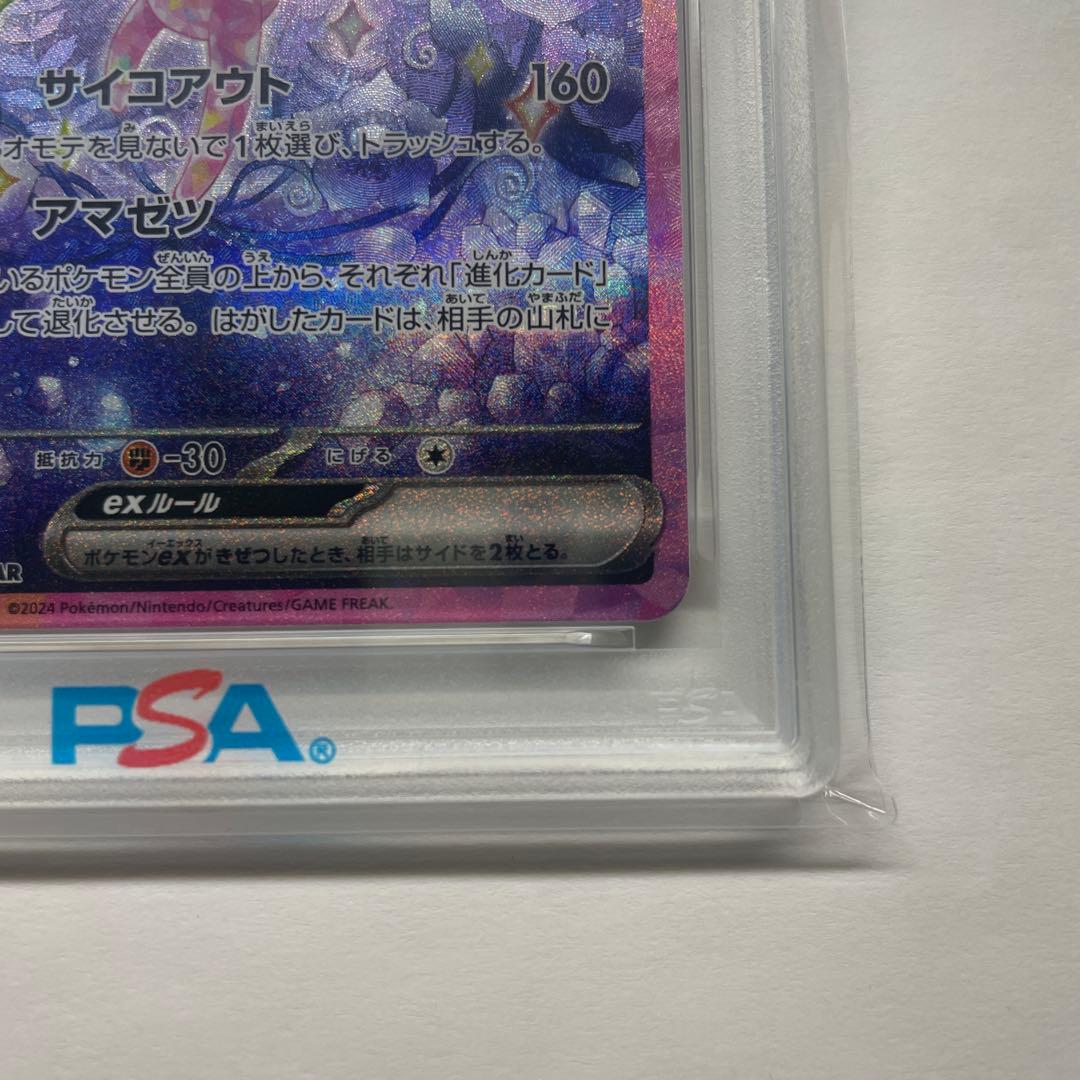 サイコアウト 160
オモテを見ないで1枚選び、トラッシュする。
アマゼツ
いるポケモン全員の上から、それぞれ「進化カード」
して退化させる。はがしたカードは、相手の山札に
抵抗力 -30 にげる
exルール
ポケモンexがきぜつしたとき、相手はサイドを2枚とる。
AR
©2024 Pokémon/Nintendo/Creatures/GAME FREAK.
PSA®
PSA